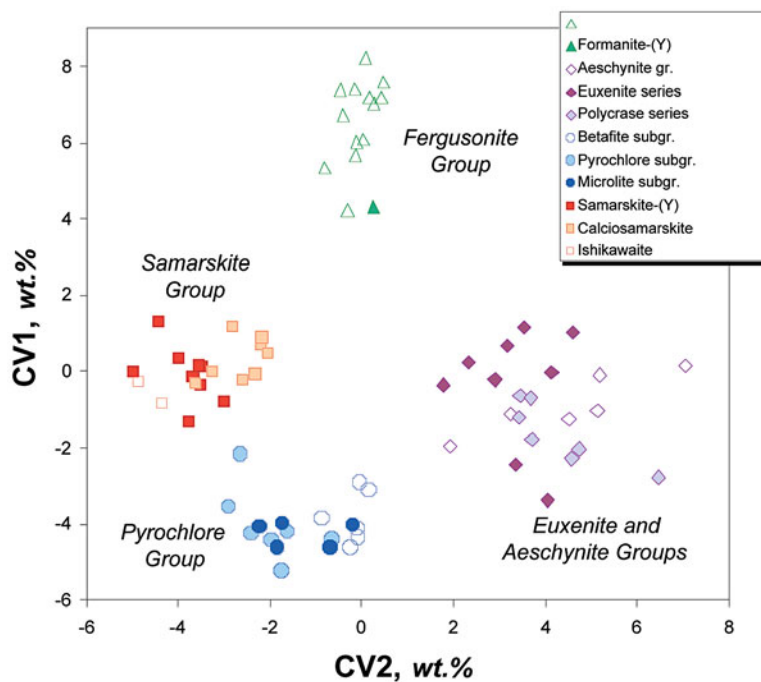 8
6
4
2
0
-2
-4
-6
-6
-4
-2
0
2
4
6
8
CV1, wt.%
CV2, wt.%
Fergusonite
Group
Samarskite
Group
Pyrochlore
Group
Euxenite and
Aeschynite Groups
Formanite-(Y)
Aeschynite gr.
Euxenite series
Polycrase series
Betafite subgr.
Pyrochlore subgr.
Microlite subgr.
Samarskite-(Y)
Calciosamarskite
Ishikawaite